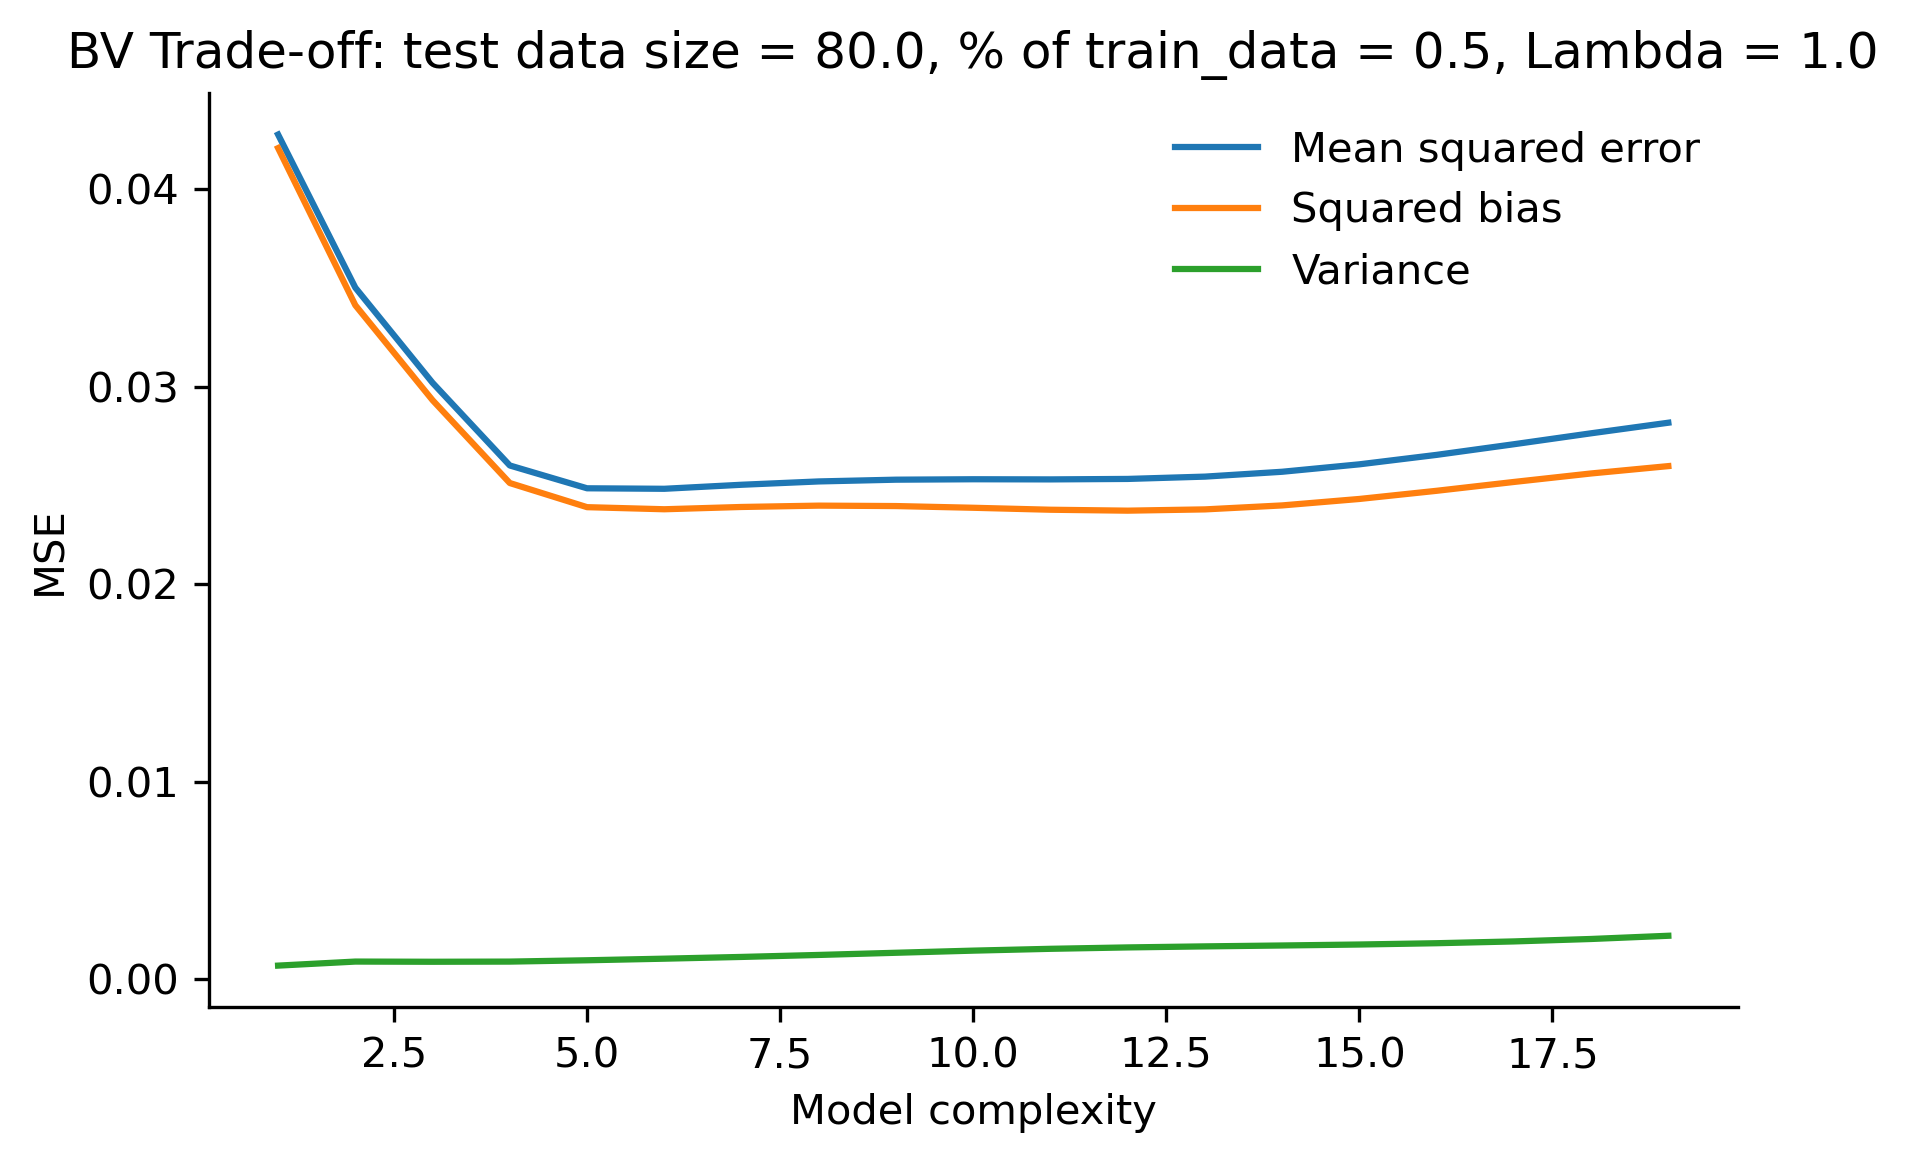 BV Trade-off: test data size = 80.0, % of train_data = 0.5, Lambda = 1.0
Mean squared error
Squared bias
Variance
MSE
0.04
0.03
0.02
0.01
0.00
2.5 5.0 7.5 10.0 12.5 15.0 17.5
Model complexity